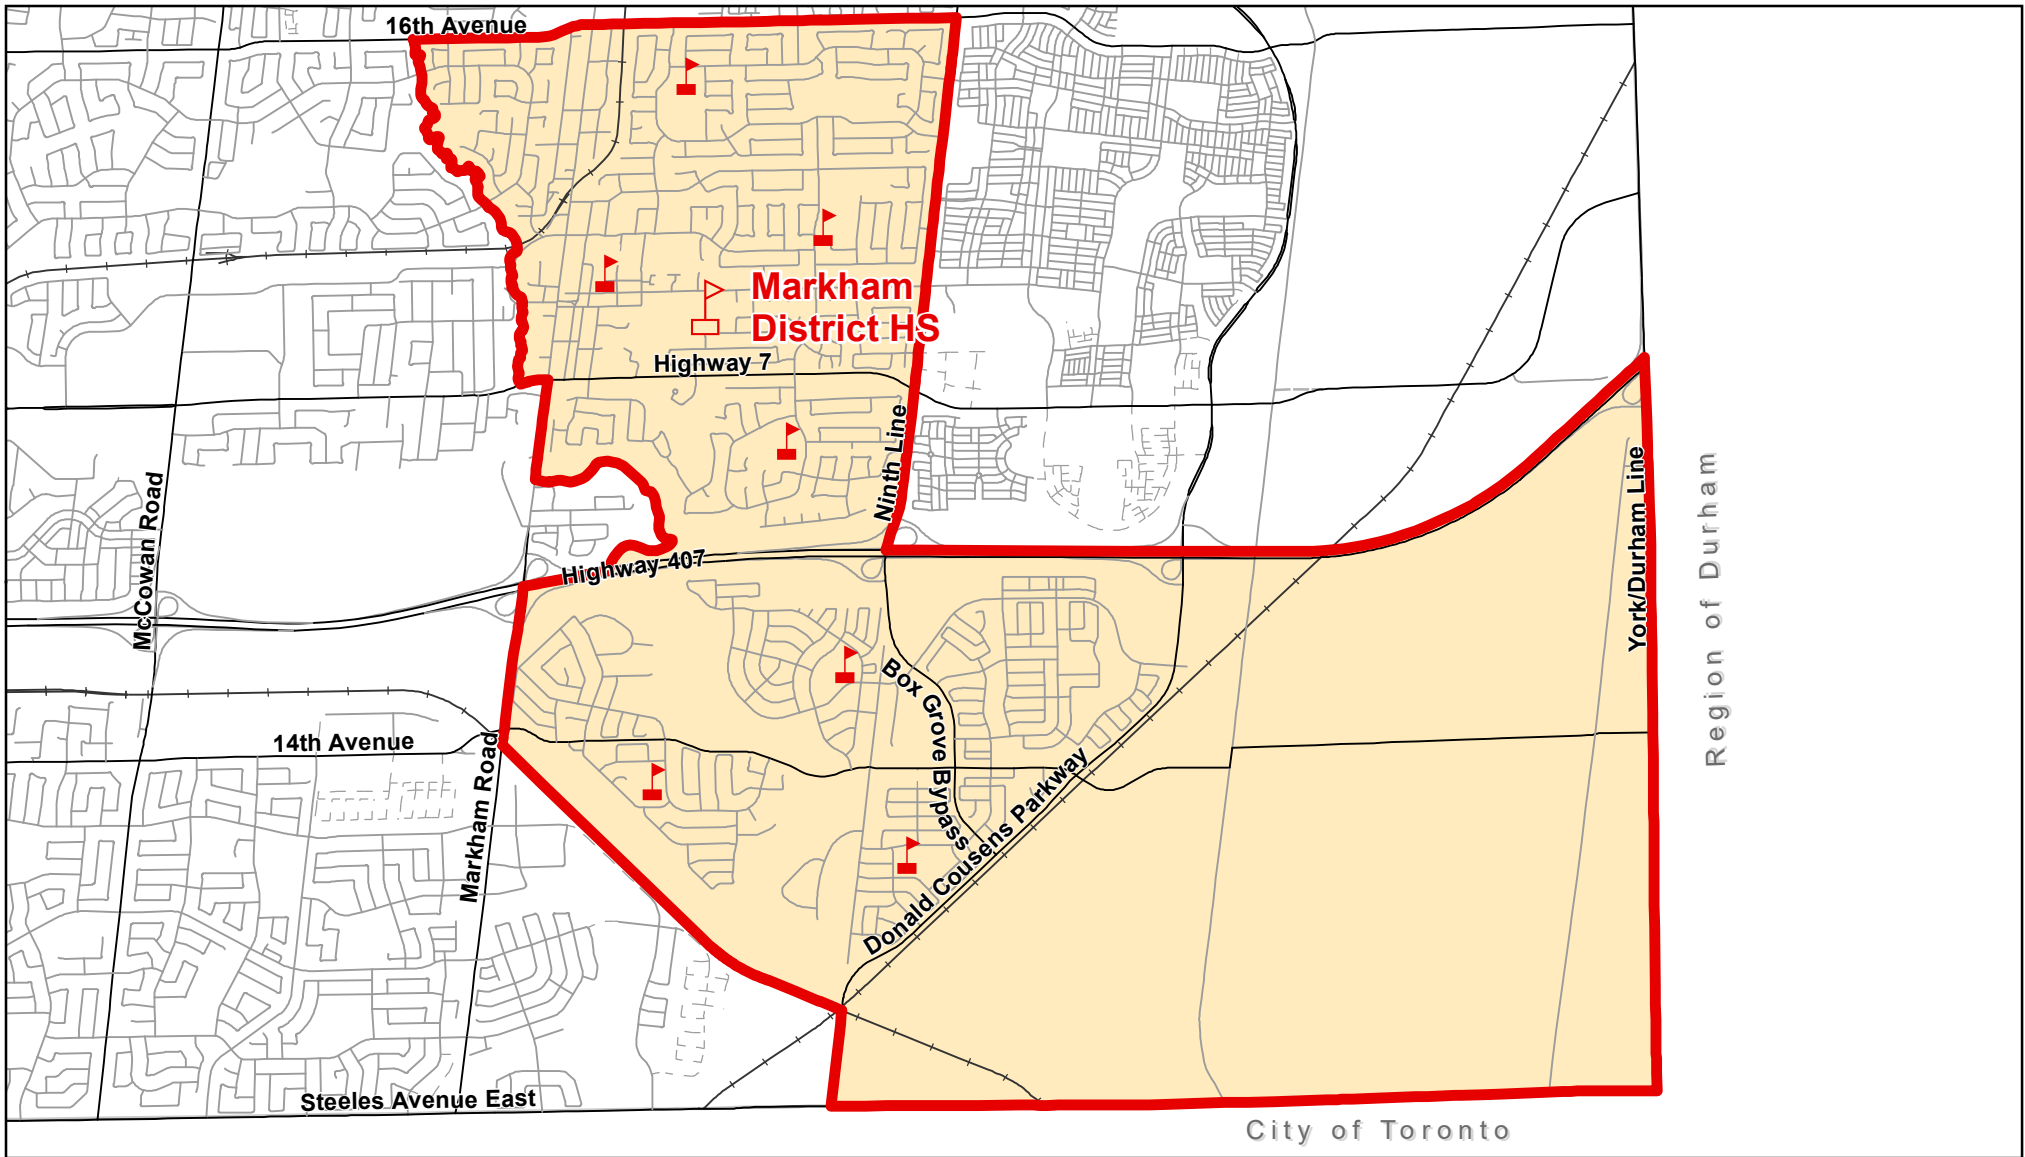 16th Avenue
Markham
District HS
Highway 7
Ninth Line
McCowan Road
York/Durham Line
Region of Durham
Highway 407
Box Grove Bypass
14th Avenue
Markham Road
Donald Cousens Parkway
Steeles Avenue East
City of Toronto